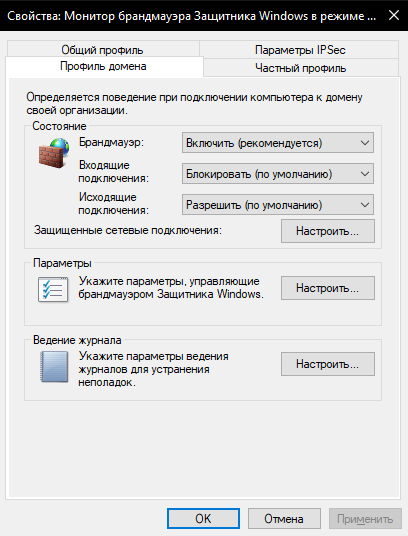 Свойства: Монитор брандмауэра Защитника Windows в режиме ...
Общий профиль
Параметры IPSec
Профиль домена
Частный профиль
Определяется поведение при подключении компьютера к домену
своей организации.
Состояние
Брандмауэр:
Включить (рекомендуется)
Входящие
подключения:
Блокировать (по умолчанию)
Исходящие
подключения:
Разрешить (по умолчанию)
Защищенные сетевые подключения:
Настроить...
Параметры
Укажите параметры, управляющие
брандмауэром Защитника Windows.
Настроить...
Ведение журнала
Укажите параметры ведения
журналов для устранения
неполадок.
Настроить...
OK
Отмена
Применить